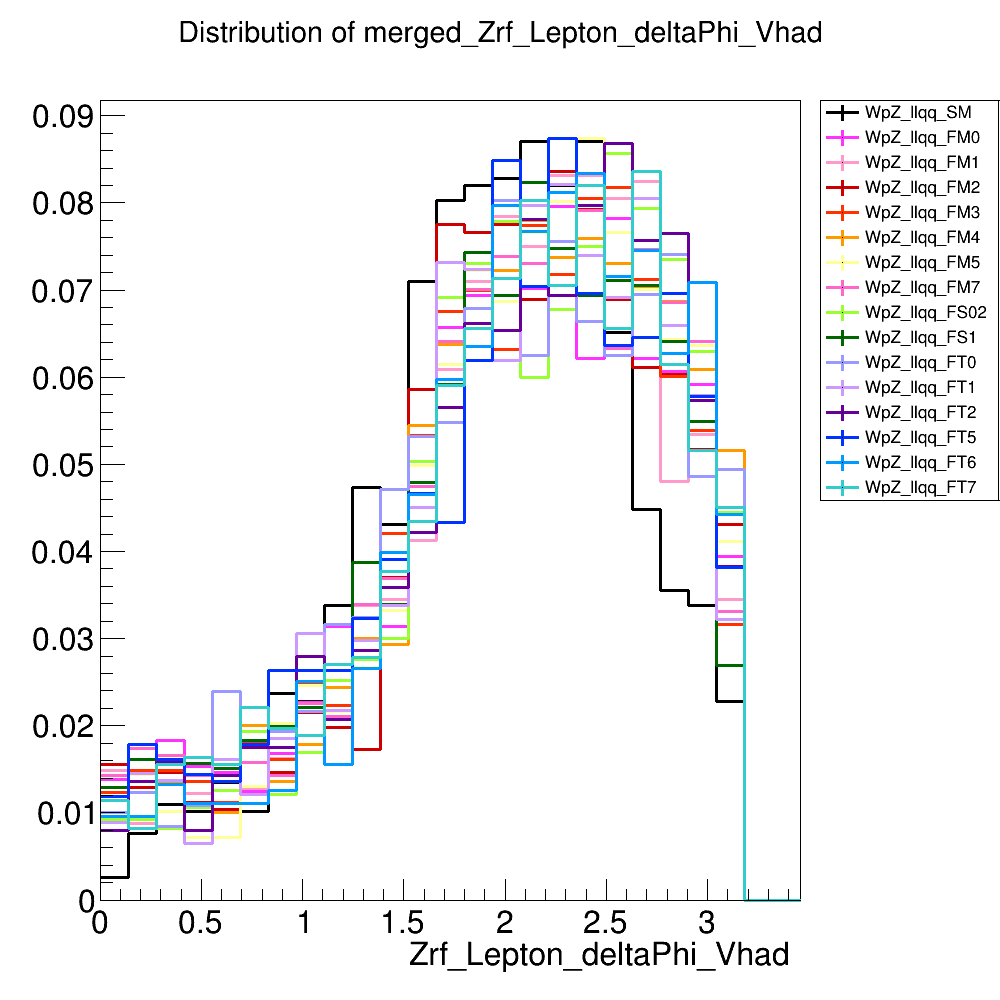 Distribution of merged_Zrf_Lepton_deltaPhi_Vhad
0.09
0.08
0.07
0.06
0.05
0.04
0.03
0.02
0.01
0
0 0.5 1 1.5 2 2.5 3
Zrf_Lepton_deltaPhi_Vhad
WpZ_llqq_SM
WpZ_llqq_FM0
WpZ_llqq_FM1
WpZ_llqq_FM2
WpZ_llqq_FM3
WpZ_llqq_FM4
WpZ_llqq_FM5
WpZ_llqq_FM7
WpZ_llqq_FS02
WpZ_llqq_FS1
WpZ_llqq_FT0
WpZ_llqq_FT1
WpZ_llqq_FT2
WpZ_llqq_FT5
WpZ_llqq_FT6
WpZ_llqq_FT7